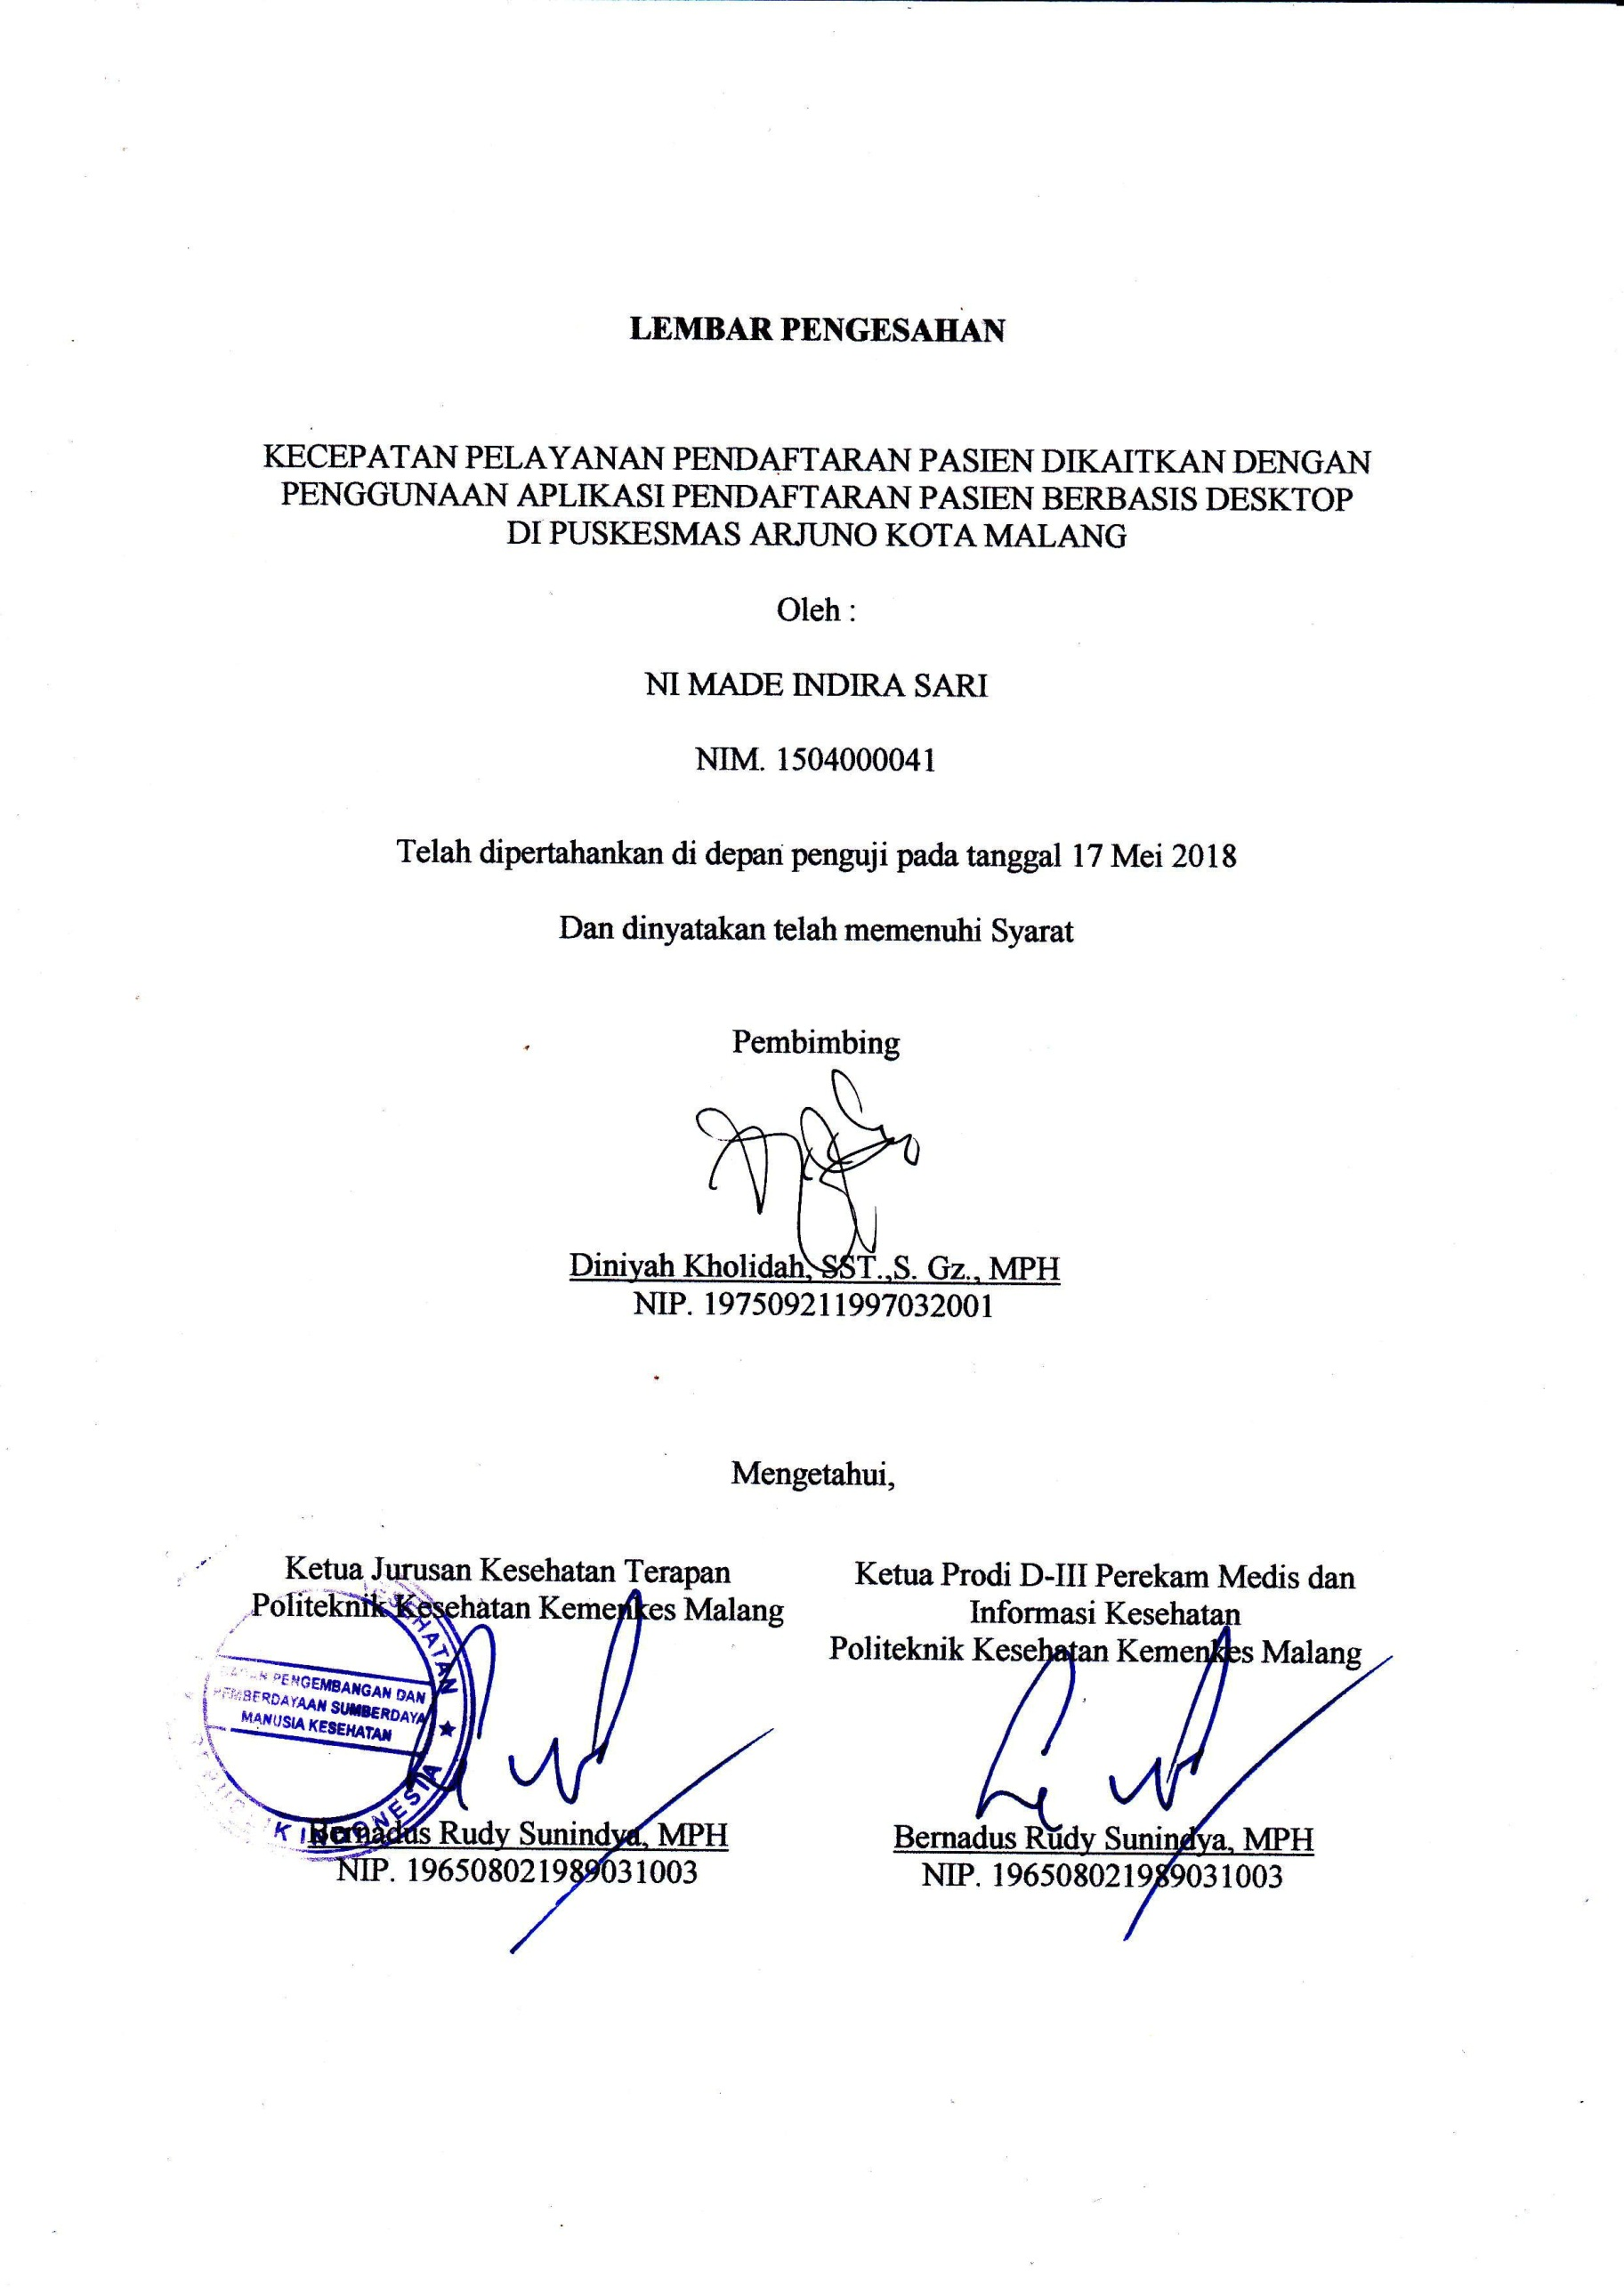 LEMBAR PENGESAHAN
KECEPATAN PELAYANAN PENDAFTARAN PASIEN DIKAITKAN DENGAN
PENGGUNAAN APLIKASI PENDAFTARAN PASIEN BERBASIS DESKTOP
DI PUSKESMAS ARJUNO KOTA MALANG
Oleh :
NI MADE INDIRA SARI
NIM. 1504000041
Telah dipertahankan di depan penguji pada tanggal 17 Mei 2018
Dan dinyatakan telah memenuhi Syarat
Pembimbing
Diniyah Kholidah, SST.,S. Gz., MPH
NIP. 197509211997032001
Mengetahui,
Ketua Jurusan Kesehatan Terapan
Politeknik Kesehatan Kemenkes Malang
KESEHATAN
PENGEMBANGAN DAN
PEMBERDAYAAN SUMBERDAYA
MANUSIA KESEHATAN
INDONESIA
Bernadus Rudy Sunindya, MPH
NIP. 196508021989031003
Ketua Prodi D-III Perekam Medis dan
Informasi Kesehatan
Politeknik Kesehatan Kemenkes Malang
Bernadus Rudy Sunindya, MPH
NIP. 196508021989031003